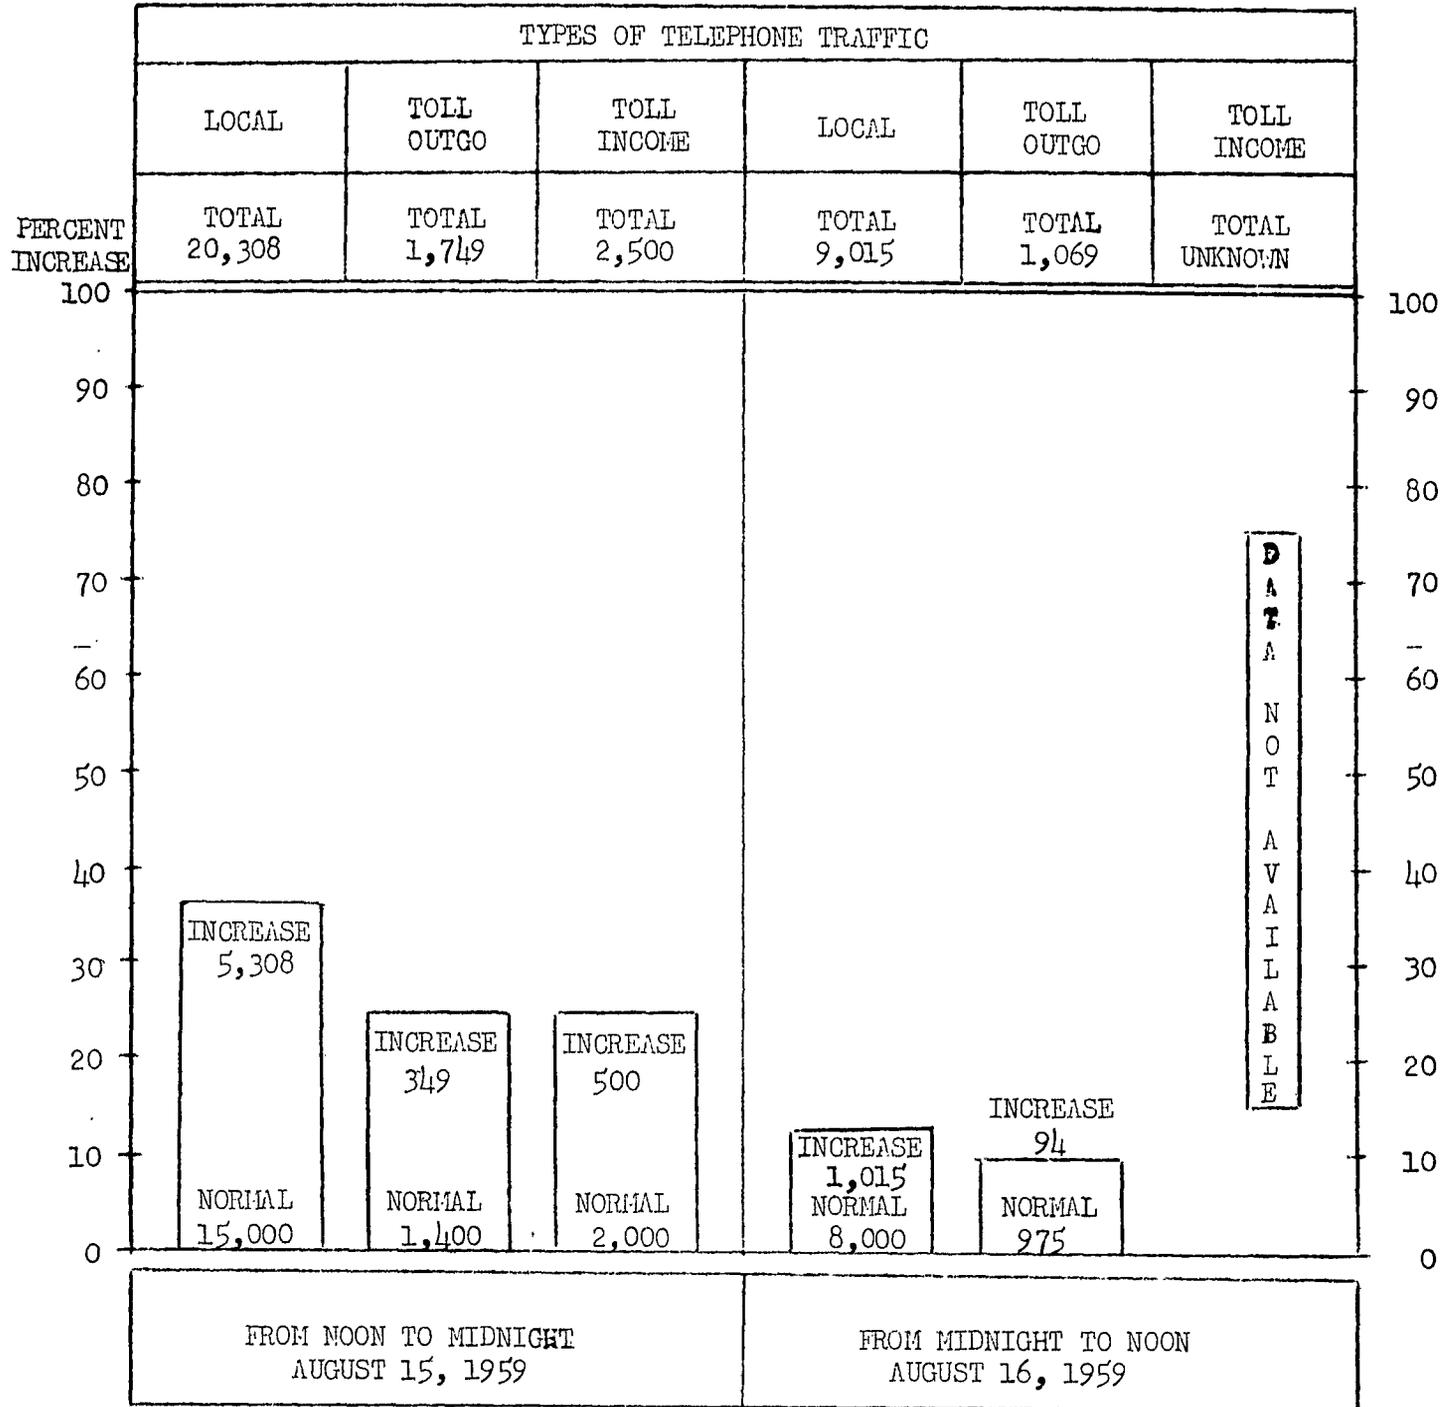 TYPES OF TELEPHONE TRAFFIC
LOCAL
TOLL
OUTGO
TOLL
INCOME
LOCAL
TOLL
OUTGO
TOLL
INCOME
PERCENT
INCREASE
TOTAL
20,308
TOTAL
1,749
TOTAL
2,500
TOTAL
9,015
TOTAL
1,069
TOTAL
UNKNOWN
100
90
80
70
60
50
40
30
20
10
0
INCREASE
5,308
NORMAL
15,000
INCREASE
349
NORMAL
1,400
INCREASE
500
NORMAL
2,000
INCREASE
1,015
NORMAL
8,000
INCREASE
94
NORMAL
975
DATA NOT AVAILABLE
100
90
80
70
60
50
40
30
20
10
0
FROM NOON TO MIDNIGHT
AUGUST 15, 1959
FROM MIDNIGHT TO NOON
AUGUST 16, 1959